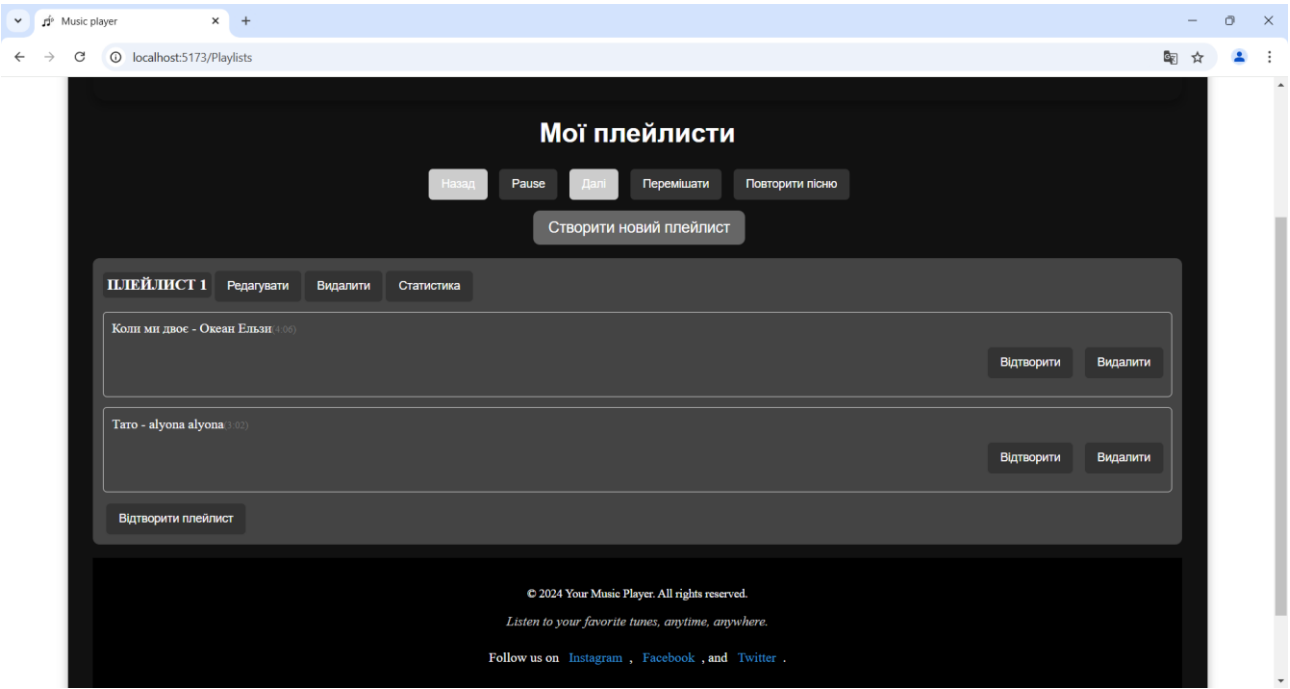 Music player
localhost:5173/Playlists
Мої плейлисти
Назад Pause Далі Перемішати Повторити пісню
Створити новий плейлист
ПЛЕЙЛИСТ 1 Редагувати Видалити Статистика
Коли ми двоє - Океан Ельзи(4:06)
Відтворити Видалити
Тато - alyona alyona(3:02)
Відтворити Видалити
Відтворити плейлист
© 2024 Your Music Player. All rights reserved.
Listen to your favorite tunes, anytime, anywhere.
Follow us on Instagram , Facebook , and Twitter .